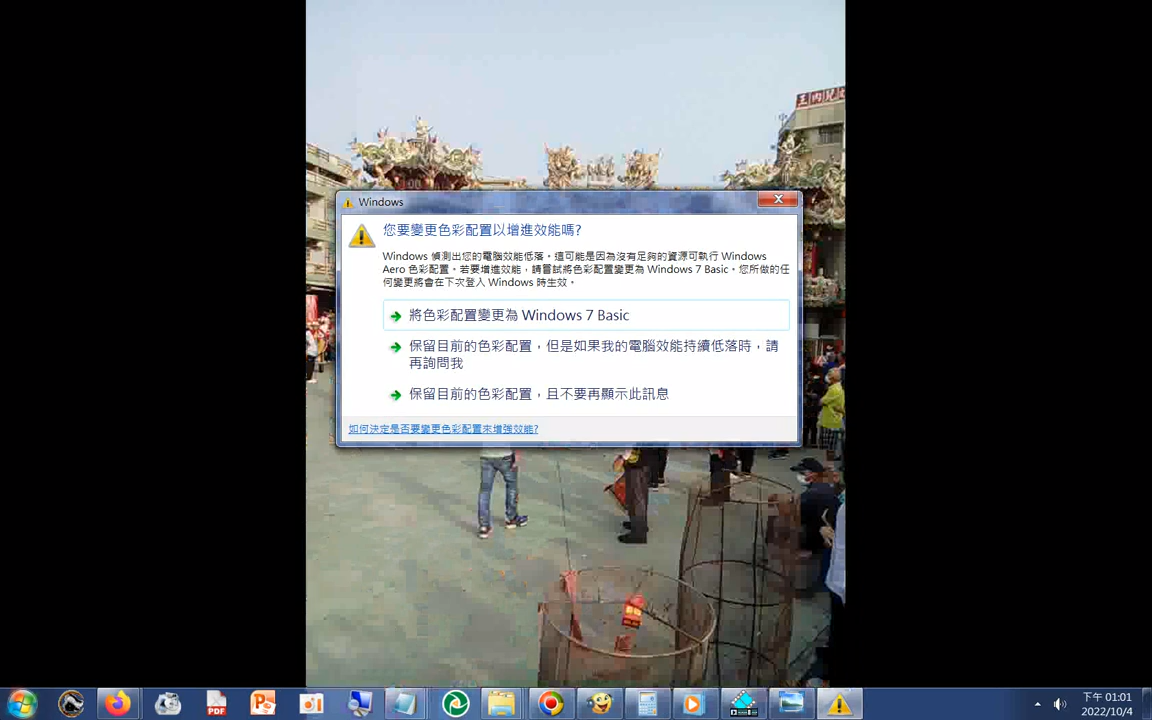 Windows
您要變更色彩配置以增進效能嗎?
Windows 偵測出您的電腦效能低落。這可能是因為沒有足夠的資源可執行 Windows
Aero 色彩配置。若要增進效能，請嘗試將色彩配置變更為 Windows 7 Basic。您所做的任
何變更將會在下次登入 Windows 時生效。
將色彩配置變更為 Windows 7 Basic
保留目前的色彩配置，但是如果我的電腦效能持續低落時，請
再詢問我
保留目前的色彩配置，且不要再顯示此訊息
如何決定是否要變更色彩配置來增強效能?
PDF
下午 01:01
2022/10/4